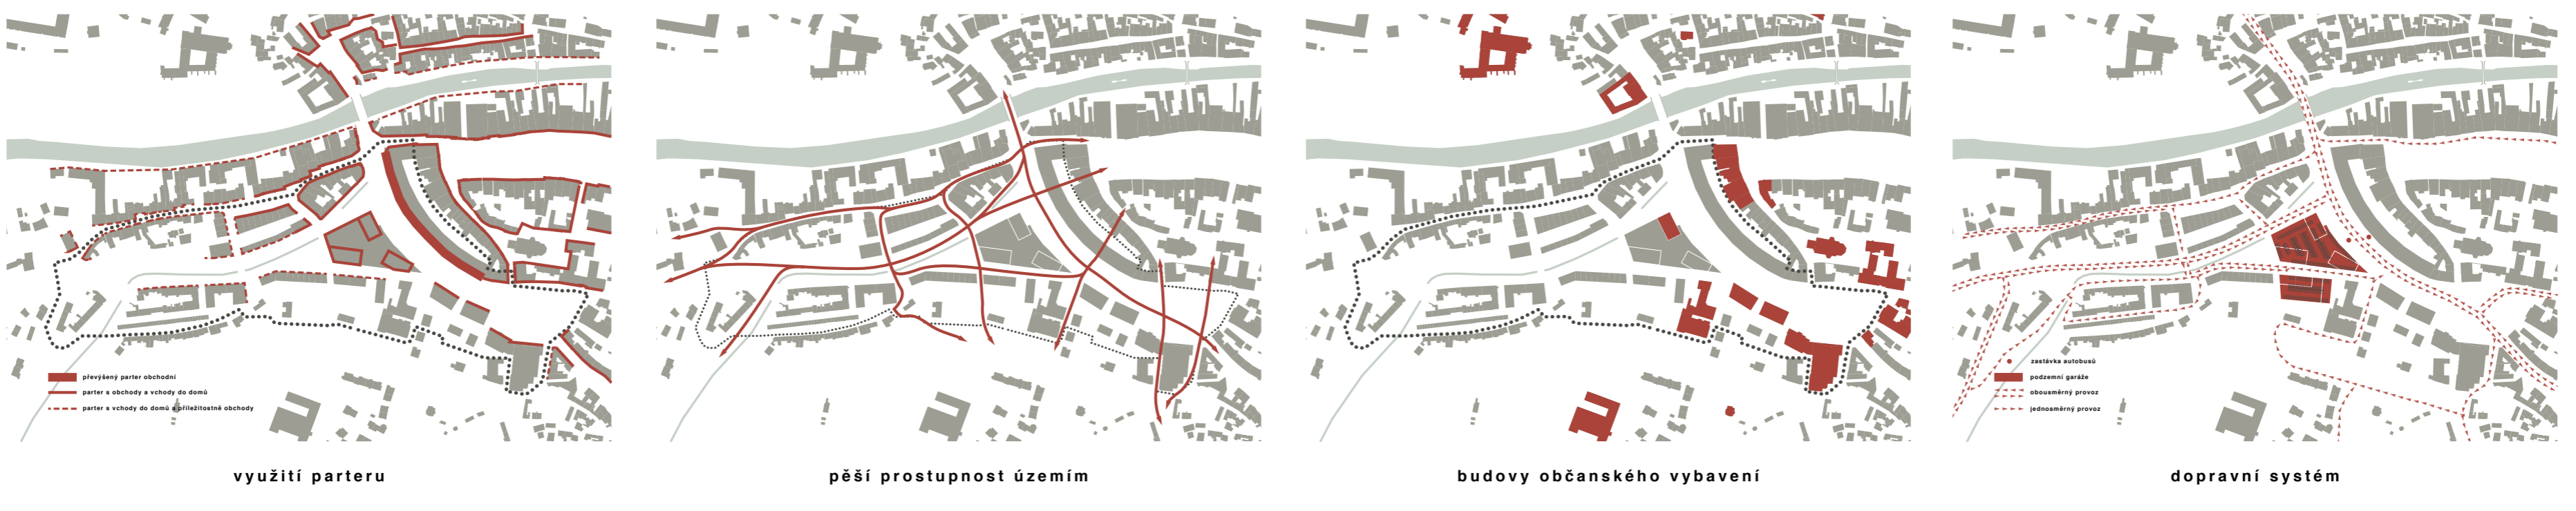 převýšený parter obchodní
parter s obchody a vchody do domů
parter s vchody do domů a příležitostně obchody
využití parteru
pěší prostupnost územím
budovy občanského vybavení
zastávka autobusů
podzemní garáže
obousměrný provoz
jednosměrný provoz
dopravní systém